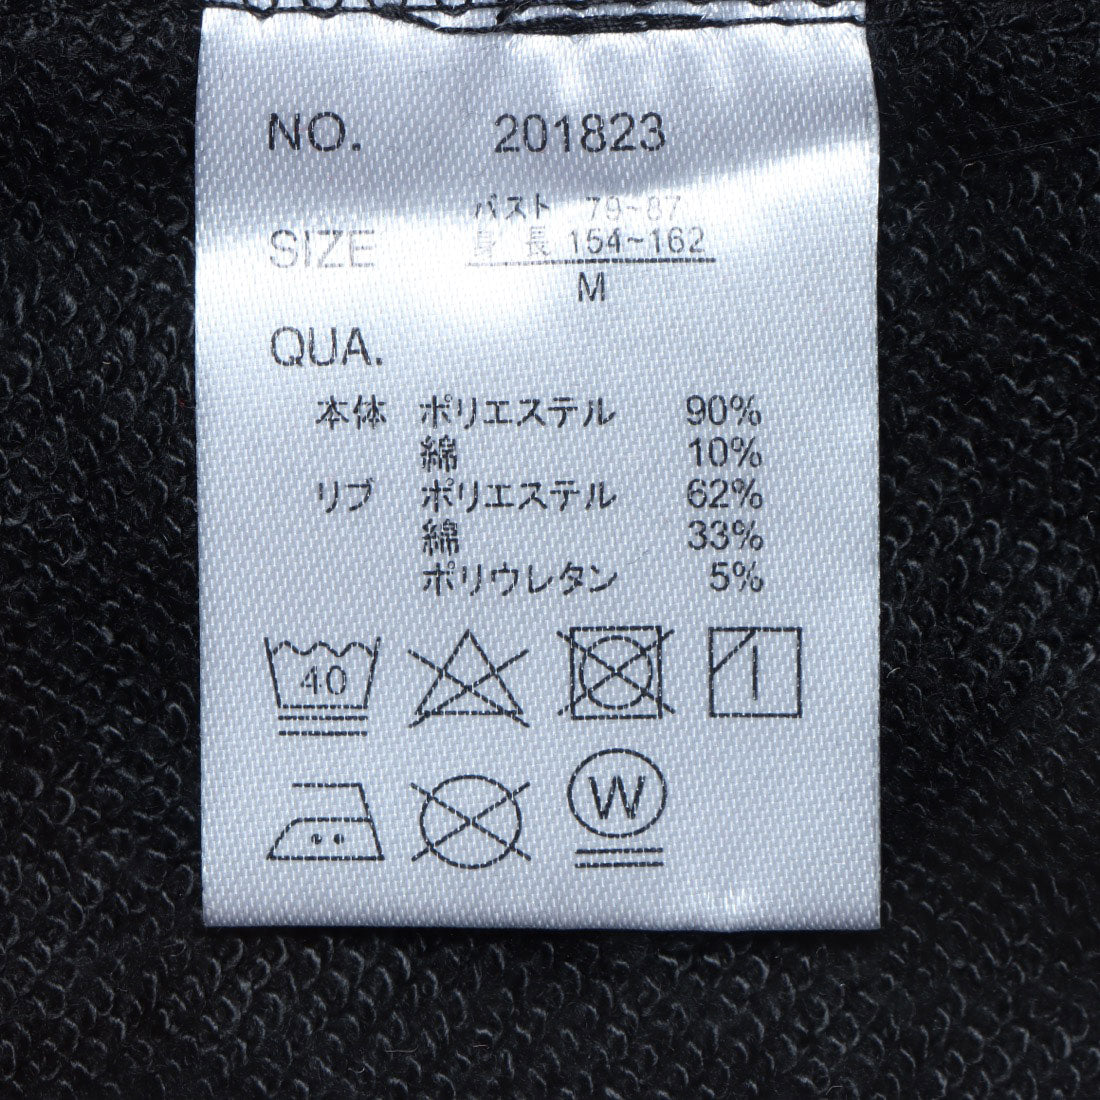 NO. 201823
バスト 79~87
SIZE 身長 154~162
M
QUA.
本体 ポリエステル 90%
綿 10%
リブ ポリエステル 62%
綿 33%
ポリウレタン 5%
40
W